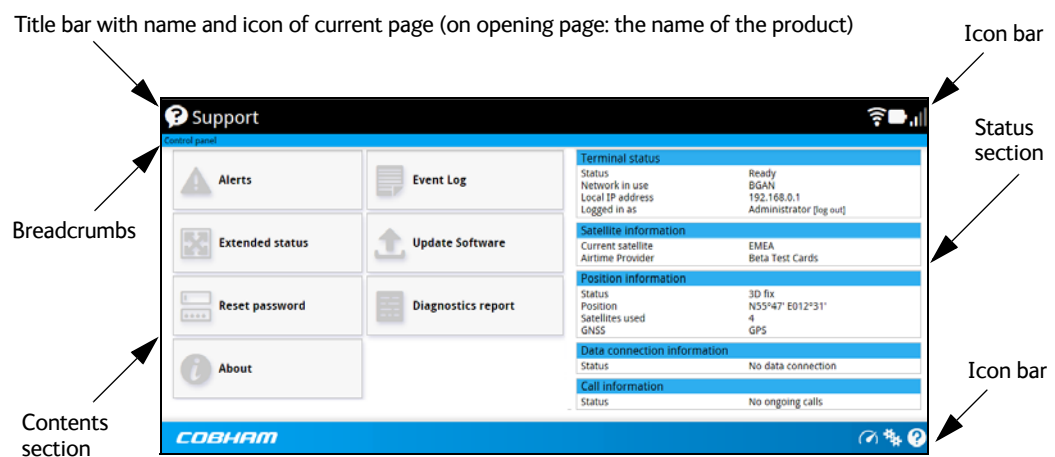 Title bar with name and icon of current page (on opening page: the name of the product)
Icon bar
Support
Control panel
Status
section
Breadcrumbs
Alerts
Event Log
Extended status
Update Software
Reset password
Diagnostics report
About
Terminal status
Status Ready
Network in use BGAN
Local IP address 192.168.0.1
Logged in as Administrator [log out]
Satellite information
Current satellite EMEA
Airtime Provider Beta Test Cards
Position information
Status 3D fix
Position N55°47' E012°31'
Satellites used 4
GNSS GPS
Data connection information
Status No data connection
Call information
Status No ongoing calls
Icon bar
Contents
section
COBHAM